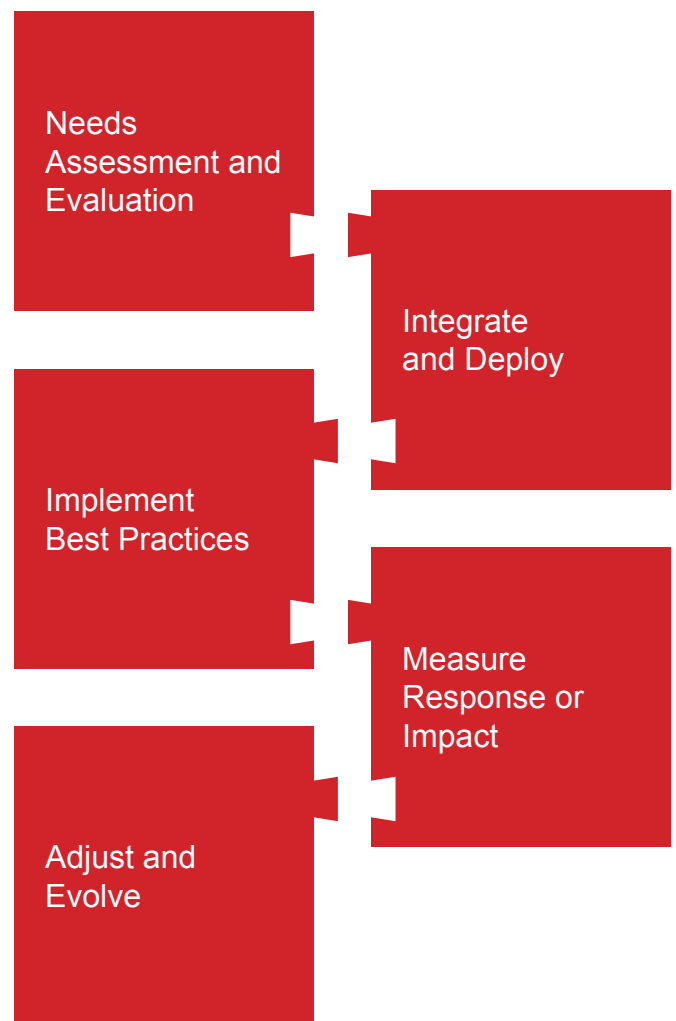 Needs
Assessment and
Evaluation
Integrate
and Deploy
Implement
Best Practices
Measure
Response or
Impact
Adjust and
Evolve